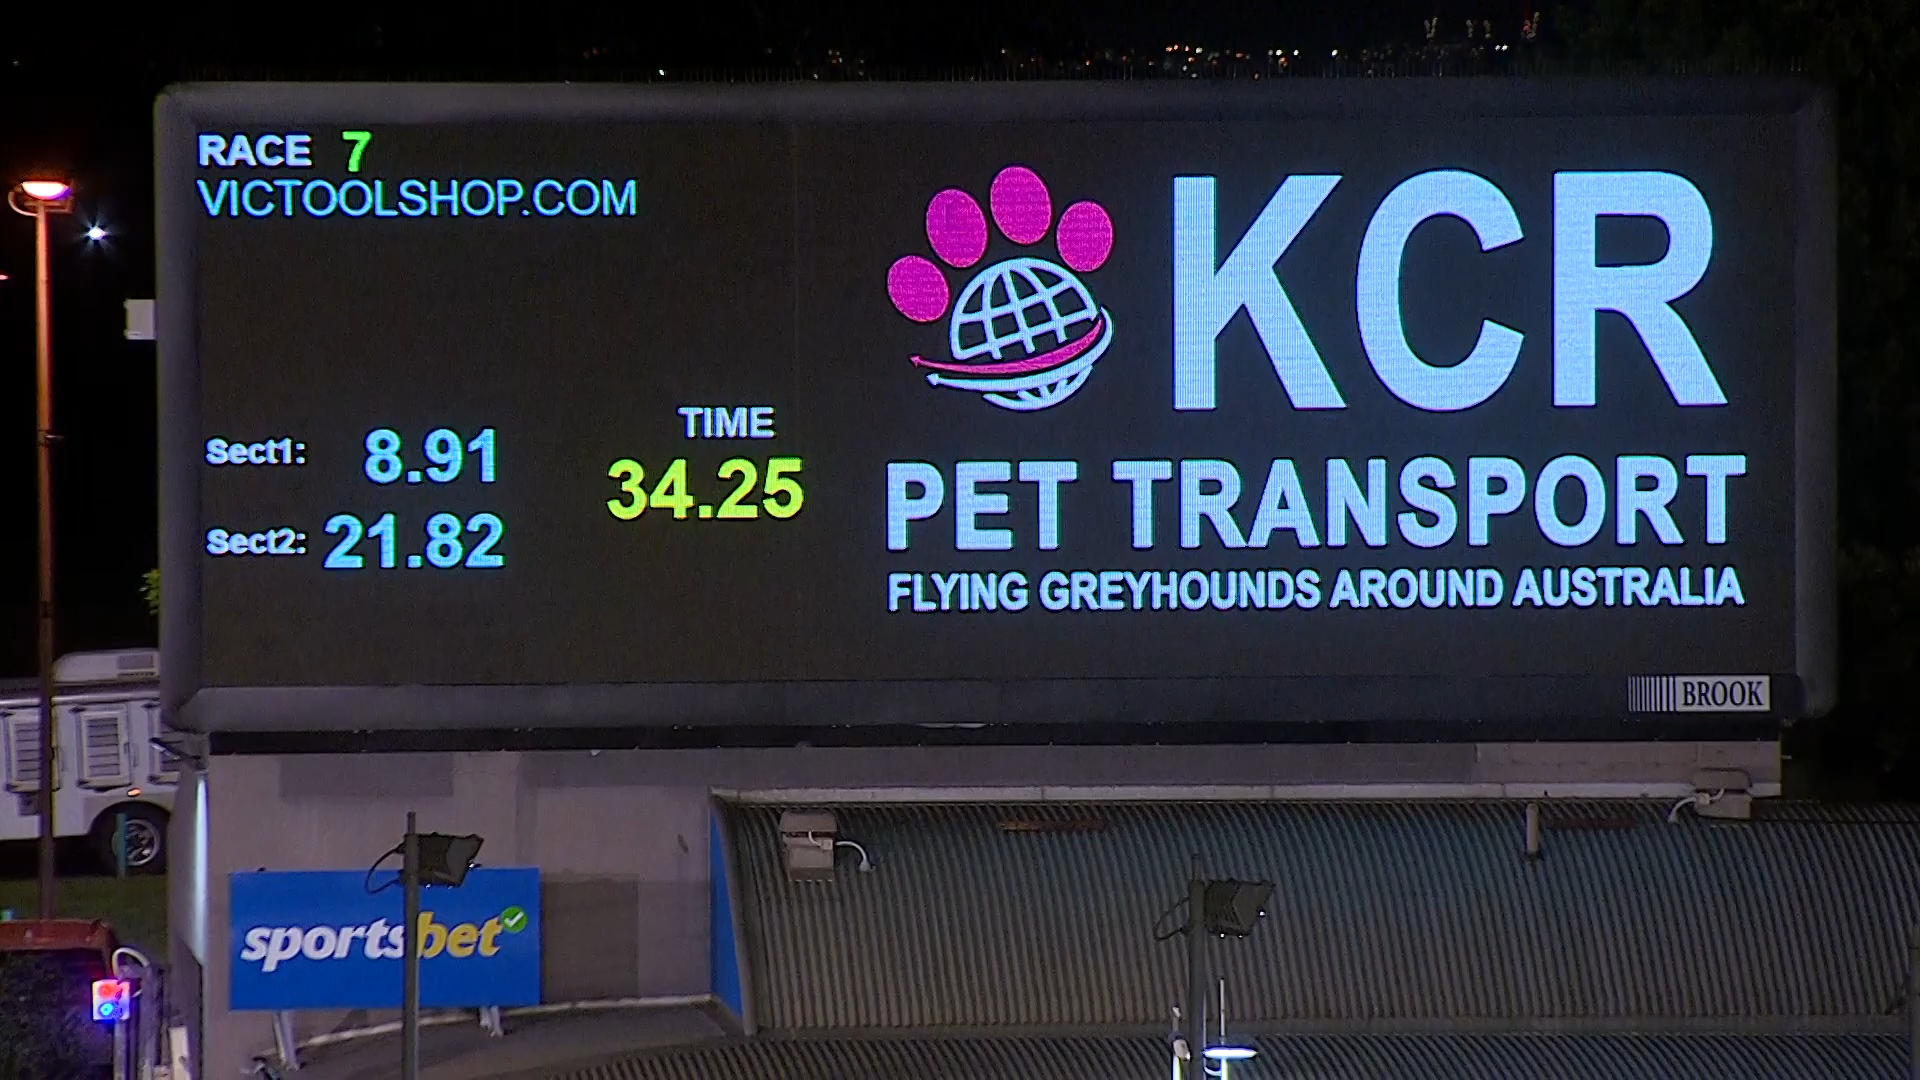 RACE 7
VICTOOLSHOP.COM
Sect1: 8.91
Sect2: 21.82
TIME
34.25
KCR
PET TRANSPORT
FLYING GREYHOUNDS AROUND AUSTRALIA
BROOK
sportsbet